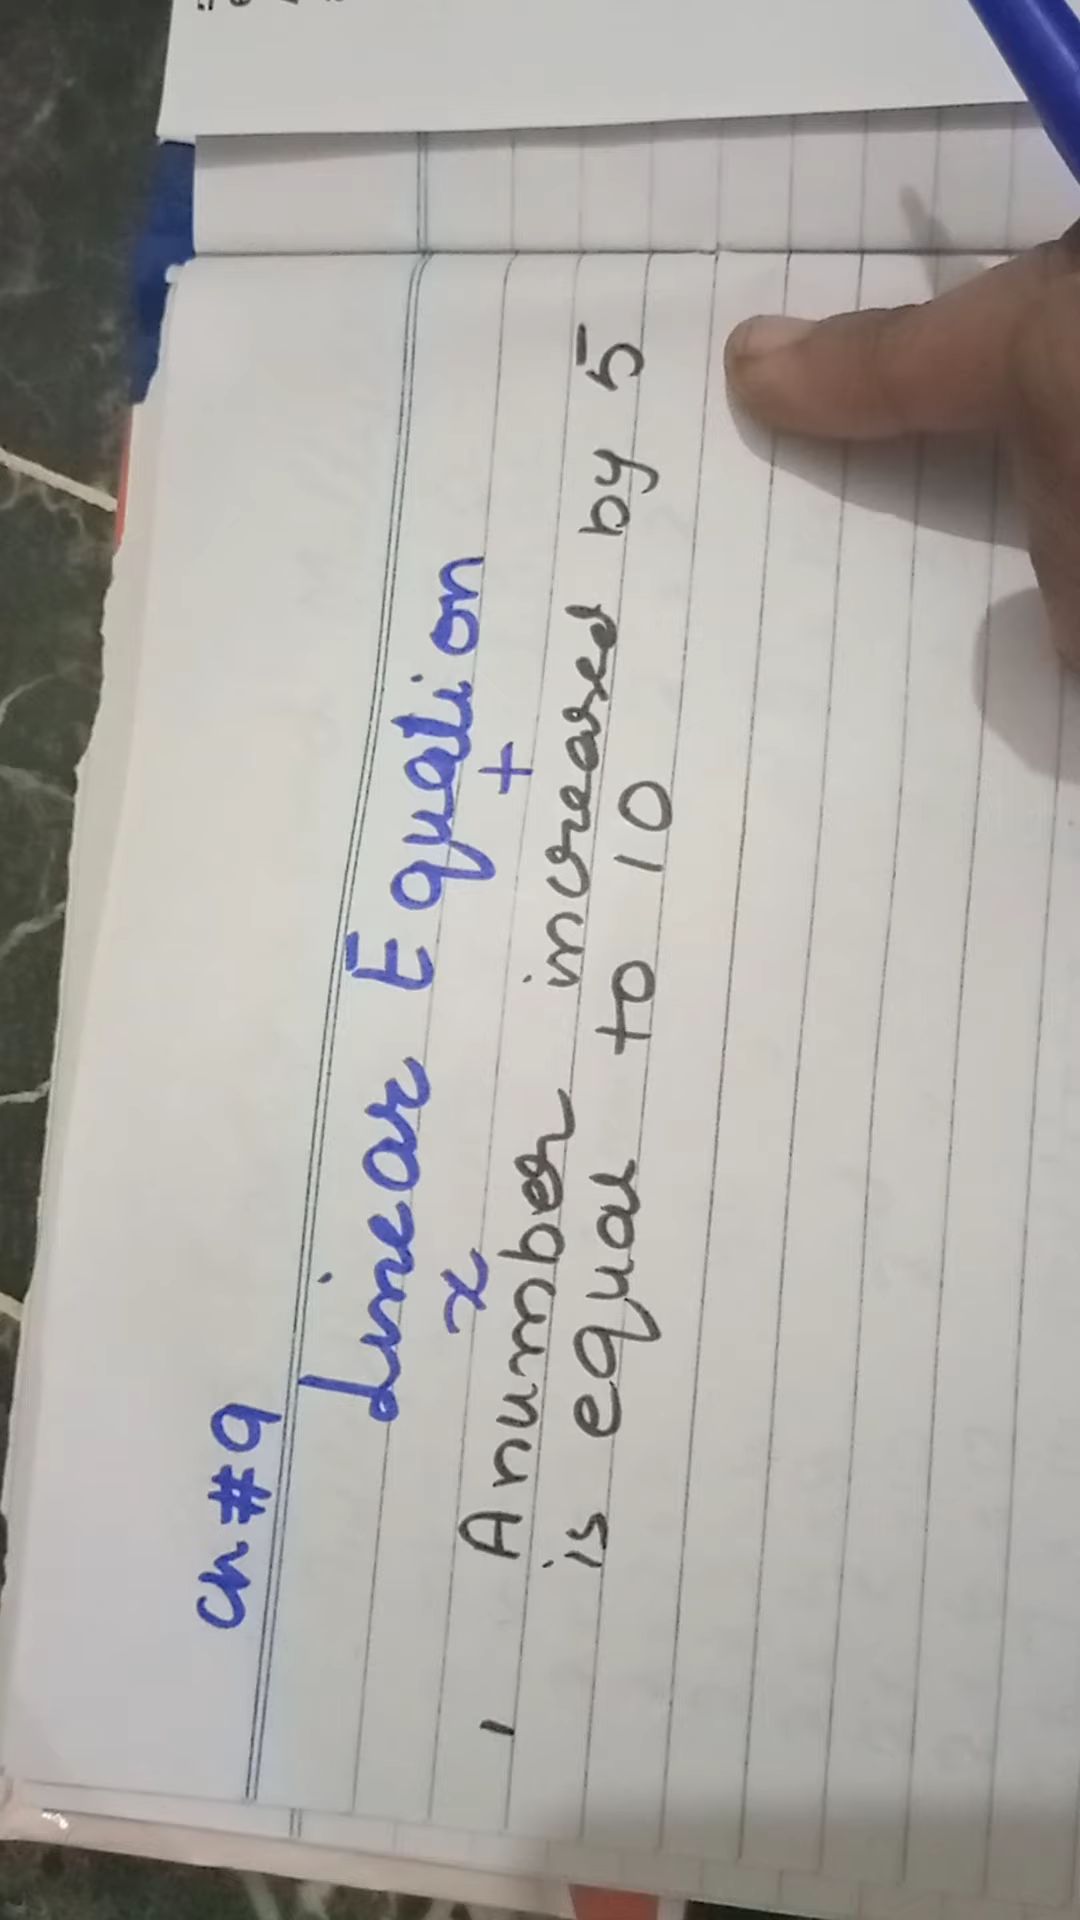 Ch#9
Linear Equation
x +
1 A number increased by 5
is equal to 10